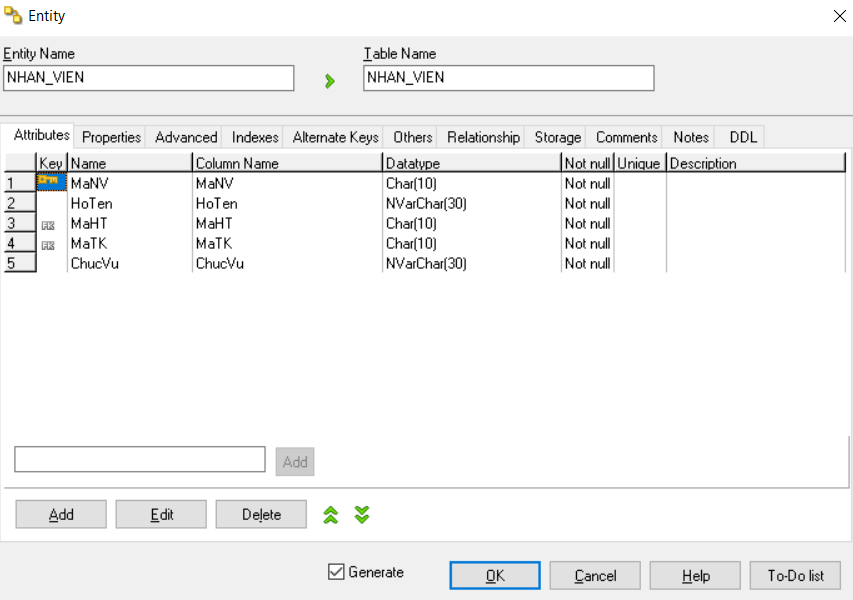 Entity
Entity Name Table Name
NHAN_VIEN NHAN_VIEN
Attributes Properties Advanced Indexes Alternate Keys Others Relationship Storage Comments Notes DDL
Key Name Column Name Datatype Not null Unique Description
1 MaNV MaNV Char(10) Not null
2 HoTen HoTen NVarChar(30) Not null
3 FK MaHT MaHT Char(10) Not null
4 FK MaTK MaTK Char(10) Not null
5 ChucVu ChucVu NVarChar(30) Not null
Add
Add Edit Delete
Generate OK Cancel Help To-Do list